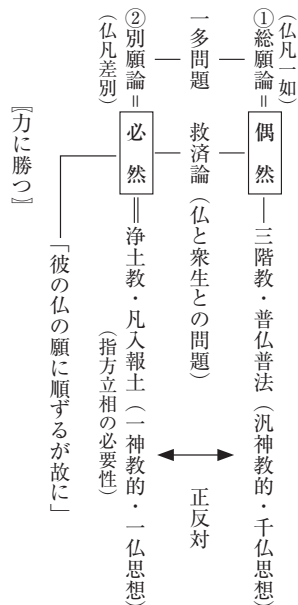 (仏凡一如)
①総願論＝偶然―三階教・普仏普法(汎神教的・千仏思想)
一多問題 救済論(仏と衆生との問題) 正反対
②別願論＝必然＝浄土教・凡入報土(一神教的・一仏思想)
(仏凡差別) (指方立相の必要性)
「彼の仏の願に順ずるが故に」
〚力に勝つ〛